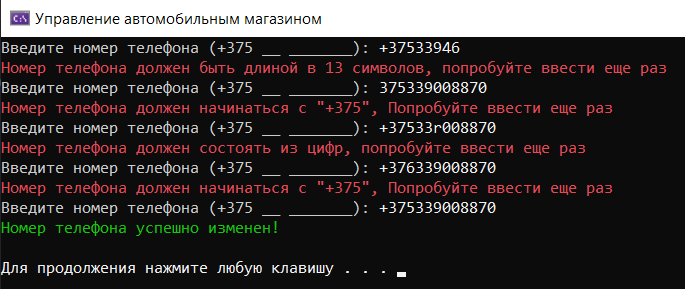 Управление автомобильным магазином
Введите номер телефона (+375 __ _______): +37533946
Номер телефона должен быть длиной в 13 символов, попробуйте ввести еще раз
Введите номер телефона (+375 __ _______): 375339008870
Номер телефона должен начинаться с "+375", Попробуйте ввести еще раз
Введите номер телефона (+375 __ _______): +37533r008870
Номер телефона должен состоять из цифр, попробуйте ввести еще раз
Введите номер телефона (+375 __ _______): +376339008870
Номер телефона должен начинаться с "+375", Попробуйте ввести еще раз
Введите номер телефона (+375 __ _______): +375339008870
Номер телефона успешно изменен!
Для продолжения нажмите любую клавишу . . .